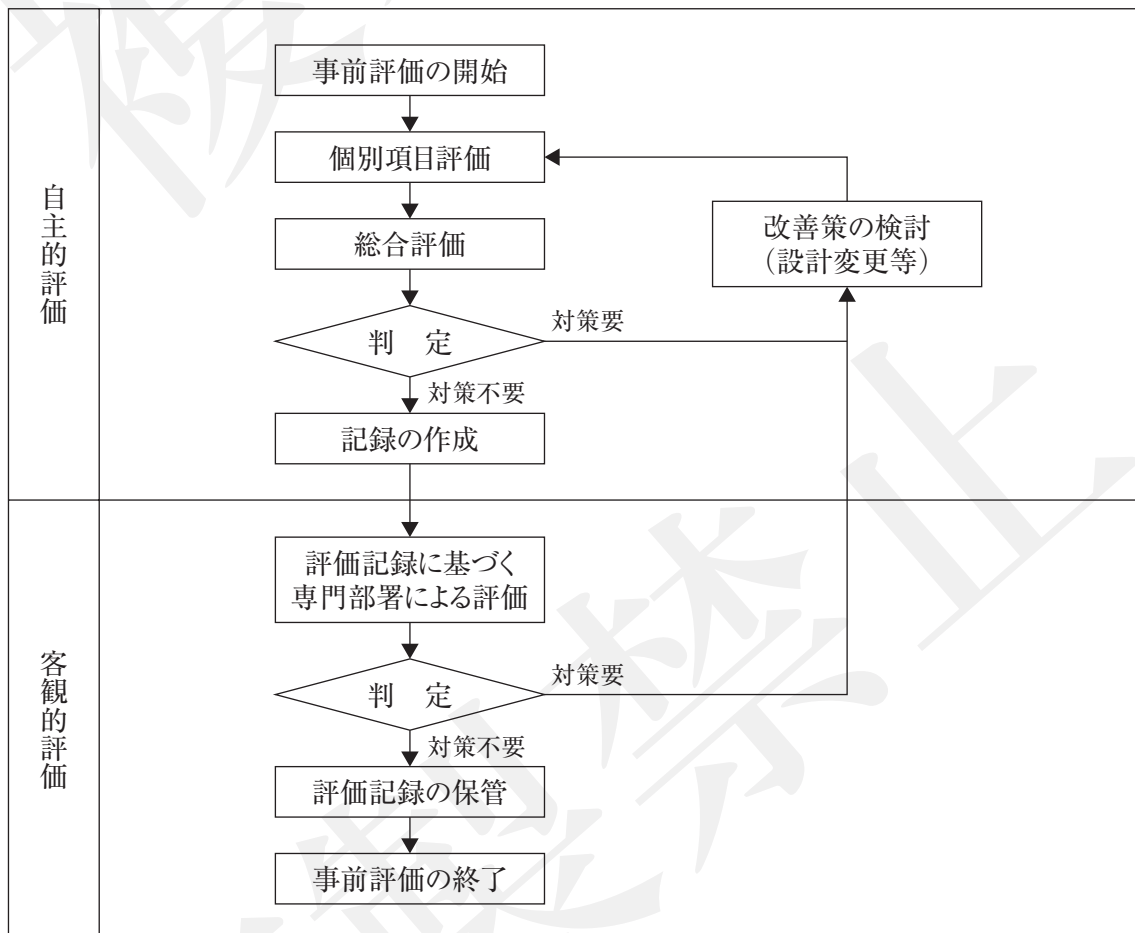 事前評価の開始
個別項目評価
総合評価
判 定
対策要
対策不要
記録の作成
改善策の検討
（設計変更等）
自主的評価
評価記録に基づく
専門部署による評価
判 定
対策要
対策不要
評価記録の保管
事前評価の終了
客観的評価
複製禁止